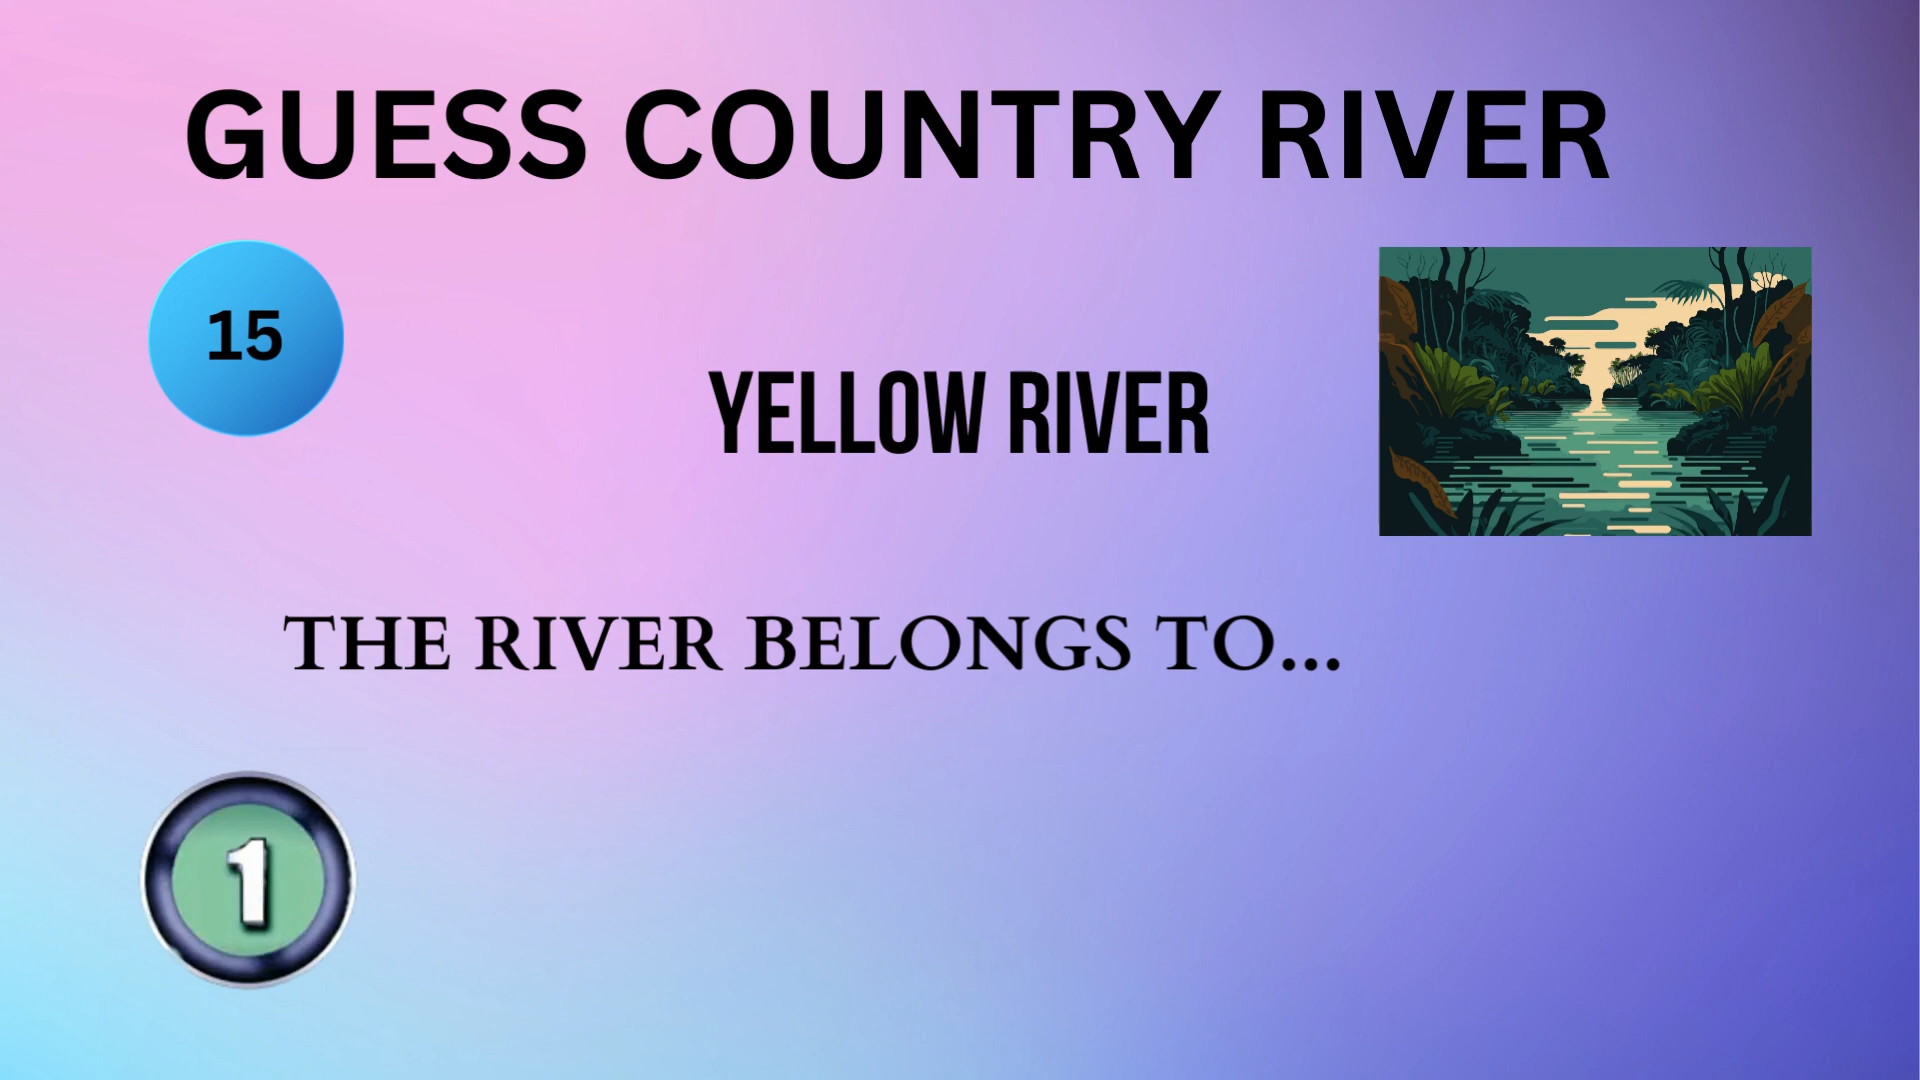 GUESS COUNTRY RIVER
15
YELLOW RIVER
THE RIVER BELONGS TO...
1